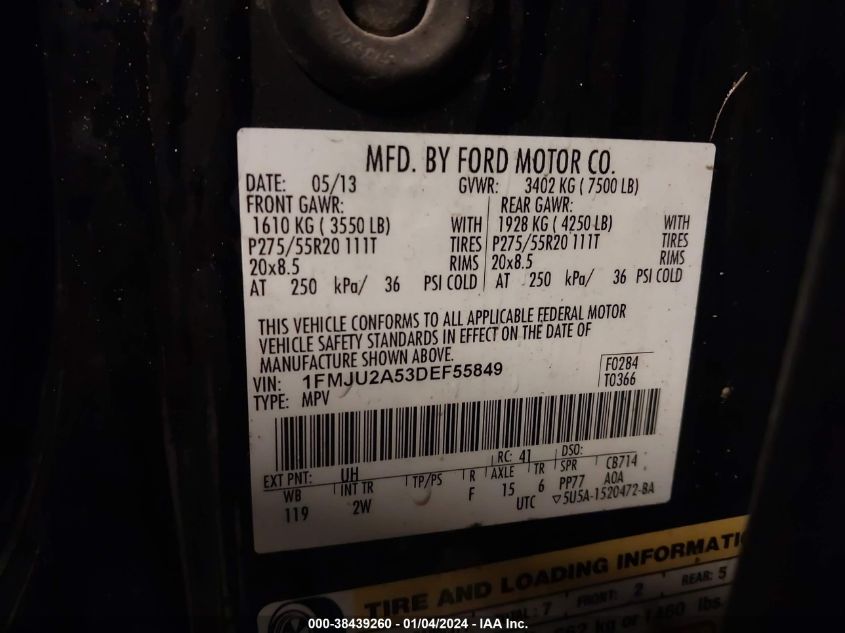 MFD. BY FORD MOTOR CO.
DATE: 05/13 GVWR: 3402 KG ( 7500 LB)
FRONT GAWR: REAR GAWR:
1610 KG ( 3550 LB) WITH 1928 KG ( 4250 LB) WITH
P275/55R20 111T TIRES P275/55R20 111T TIRES
20x8.5 RIMS 20x8.5 RIMS
AT 250 kPa/ 36 PSI COLD AT 250 kPa/ 36 PSI COLD
THIS VEHICLE CONFORMS TO ALL APPLICABLE FEDERAL MOTOR
VEHICLE SAFETY STANDARDS IN EFFECT ON THE DATE OF
MANUFACTURE SHOWN ABOVE.
VIN: 1FMJU2A53DEF55849 F0284
TYPE: MPV T0366
EXT PNT: UH RC: 41 DSO:
WB INT TR TP/PS R AXLE TR SPR CB714
119 2W F 15 6 PP77 A0A
UTC ▽5U5A-1520472-BA
TIRE AND LOADING INFORMATI
: 7 FRONT: 2 REAR: 5
kg or 1460 lbs.
000-38439260 - 01/04/2024 - © IAA Inc.